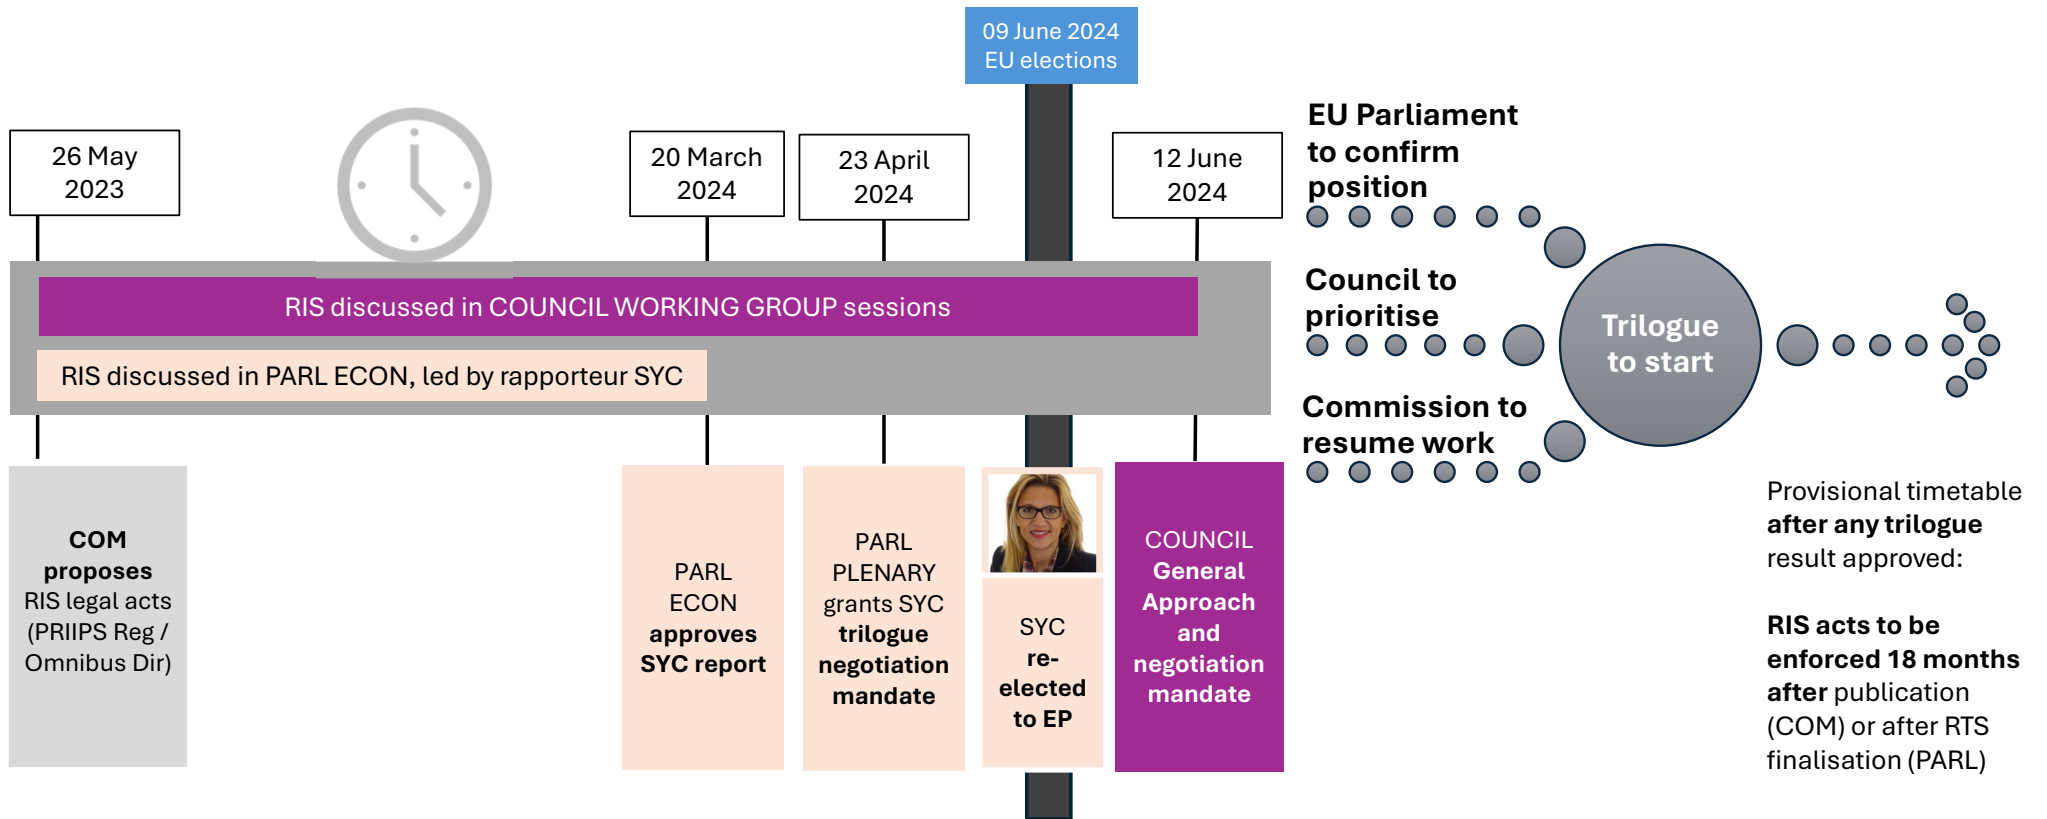 09 June 2024
EU elections
26 May
2023
20 March
2024
23 April
2024
12 June
2024
RIS discussed in COUNCIL WORKING GROUP sessions
RIS discussed in PARL ECON, led by rapporteur SYC
COM
proposes
RIS legal acts
(PRIIPS Reg /
Omnibus Dir)
PARL
ECON
approves
SYC report
PARL
PLENARY
grants SYC
trilogue
negotiation
mandate
SYC
re-
elected
to EP
COUNCIL
General
Approach
and
negotiation
mandate
EU Parliament
to confirm
position
Council to
prioritise
Commission to
resume work
Trilogue
to start
Provisional timetable
after any trilogue
result approved:
RIS acts to be
enforced 18 months
after publication
(COM) or after RTS
finalisation (PARL)